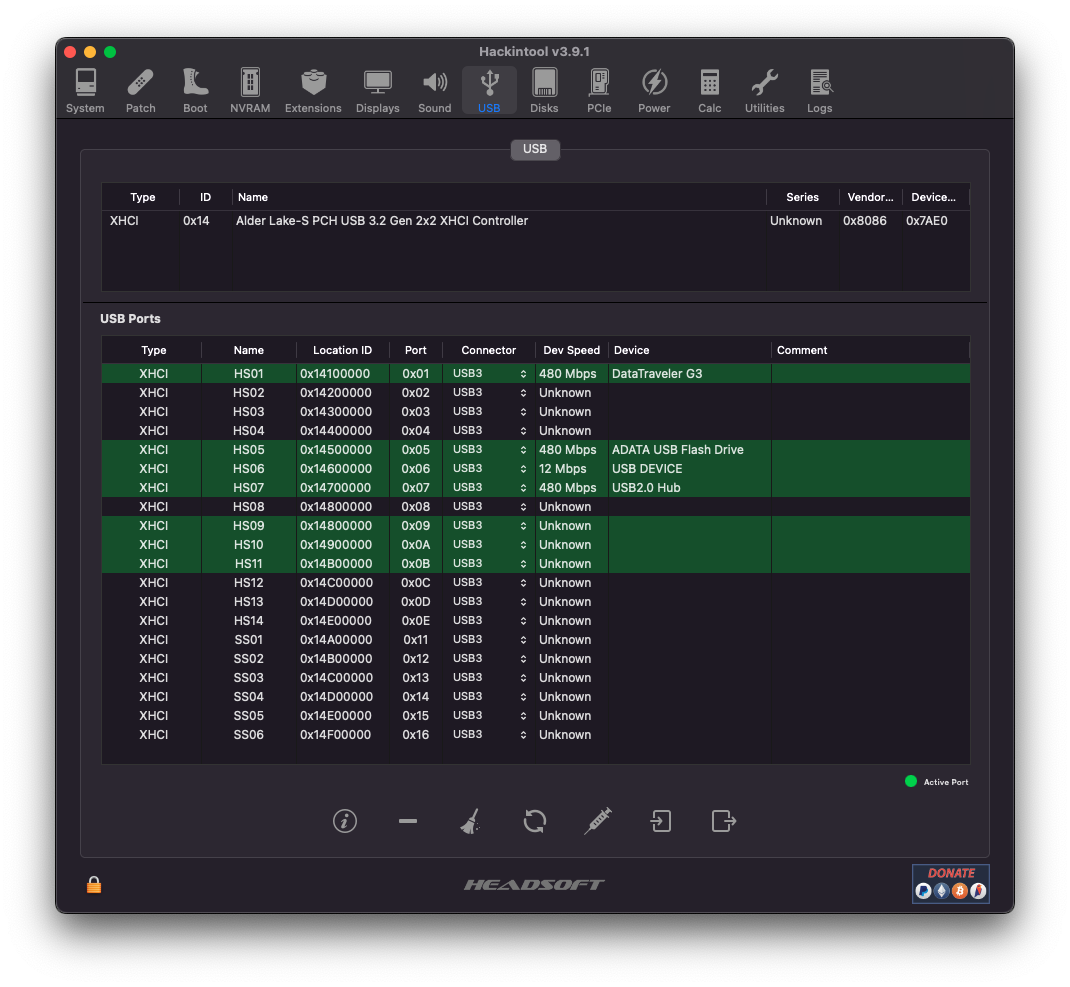 Hackintool v3.9.1
System Patch Boot NVRAM Extensions Displays Sound USB Disks PCIe Power Calc Utilities Logs
USB
Type ID Name Series Vendor... Device...
XHCI 0x14 Alder Lake-S PCH USB 3.2 Gen 2x2 XHCI Controller Unknown 0x8086 0x7AE0
USB Ports
Type Name Location ID Port Connector Dev Speed Device Comment
XHCI HS01 0x14100000 0x01 USB3 480 Mbps DataTraveler G3
XHCI HS02 0x14200000 0x02 USB3 Unknown
XHCI HS03 0x14300000 0x03 USB3 Unknown
XHCI HS04 0x14400000 0x04 USB3 Unknown
XHCI HS05 0x14500000 0x05 USB3 480 Mbps ADATA USB Flash Drive
XHCI HS06 0x14600000 0x06 USB3 12 Mbps USB DEVICE
XHCI HS07 0x14700000 0x07 USB3 480 Mbps USB2.0 Hub
XHCI HS08 0x14800000 0x08 USB3 Unknown
XHCI HS09 0x14800000 0x09 USB3 Unknown
XHCI HS10 0x14900000 0x0A USB3 Unknown
XHCI HS11 0x14B00000 0x0B USB3 Unknown
XHCI HS12 0x14C00000 0x0C USB3 Unknown
XHCI HS13 0x14D00000 0x0D USB3 Unknown
XHCI HS14 0x14E00000 0x0E USB3 Unknown
XHCI SS01 0x14A00000 0x11 USB3 Unknown
XHCI SS02 0x14B00000 0x12 USB3 Unknown
XHCI SS03 0x14C00000 0x13 USB3 Unknown
XHCI SS04 0x14D00000 0x14 USB3 Unknown
XHCI SS05 0x14E00000 0x15 USB3 Unknown
XHCI SS06 0x14F00000 0x16 USB3 Unknown
Active Port
HEADSOFT
DONATE